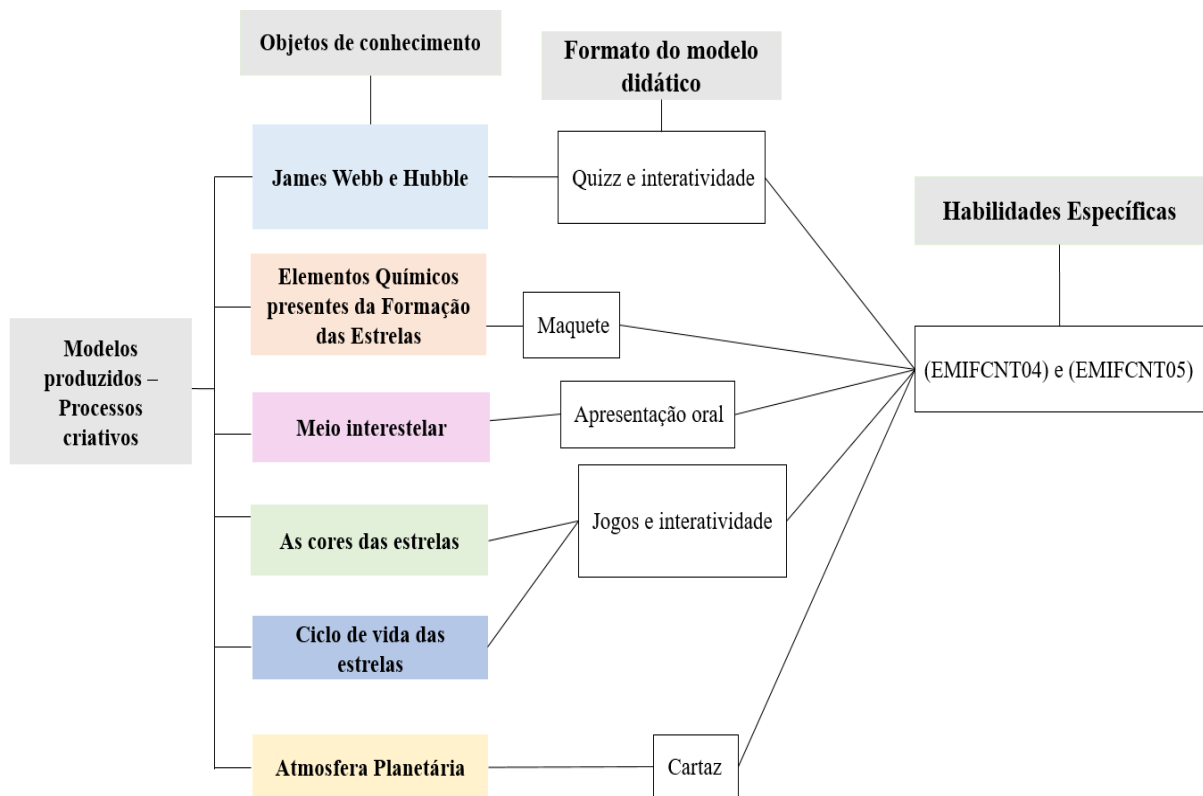 Objetos de conhecimento
Formato do modelo
didático
James Webb e Hubble
Quizz e interatividade
Habilidades Específicas
Elementos Químicos
presentes da Formação
das Estrelas
Maquete
Modelos
produzidos –
Processos
criativos
(EMIFCNT04) e (EMIFCNT05)
Meio interestelar
Apresentação oral
As cores das estrelas
Jogos e interatividade
Ciclo de vida das
estrelas
Atmosfera Planetária
Cartaz